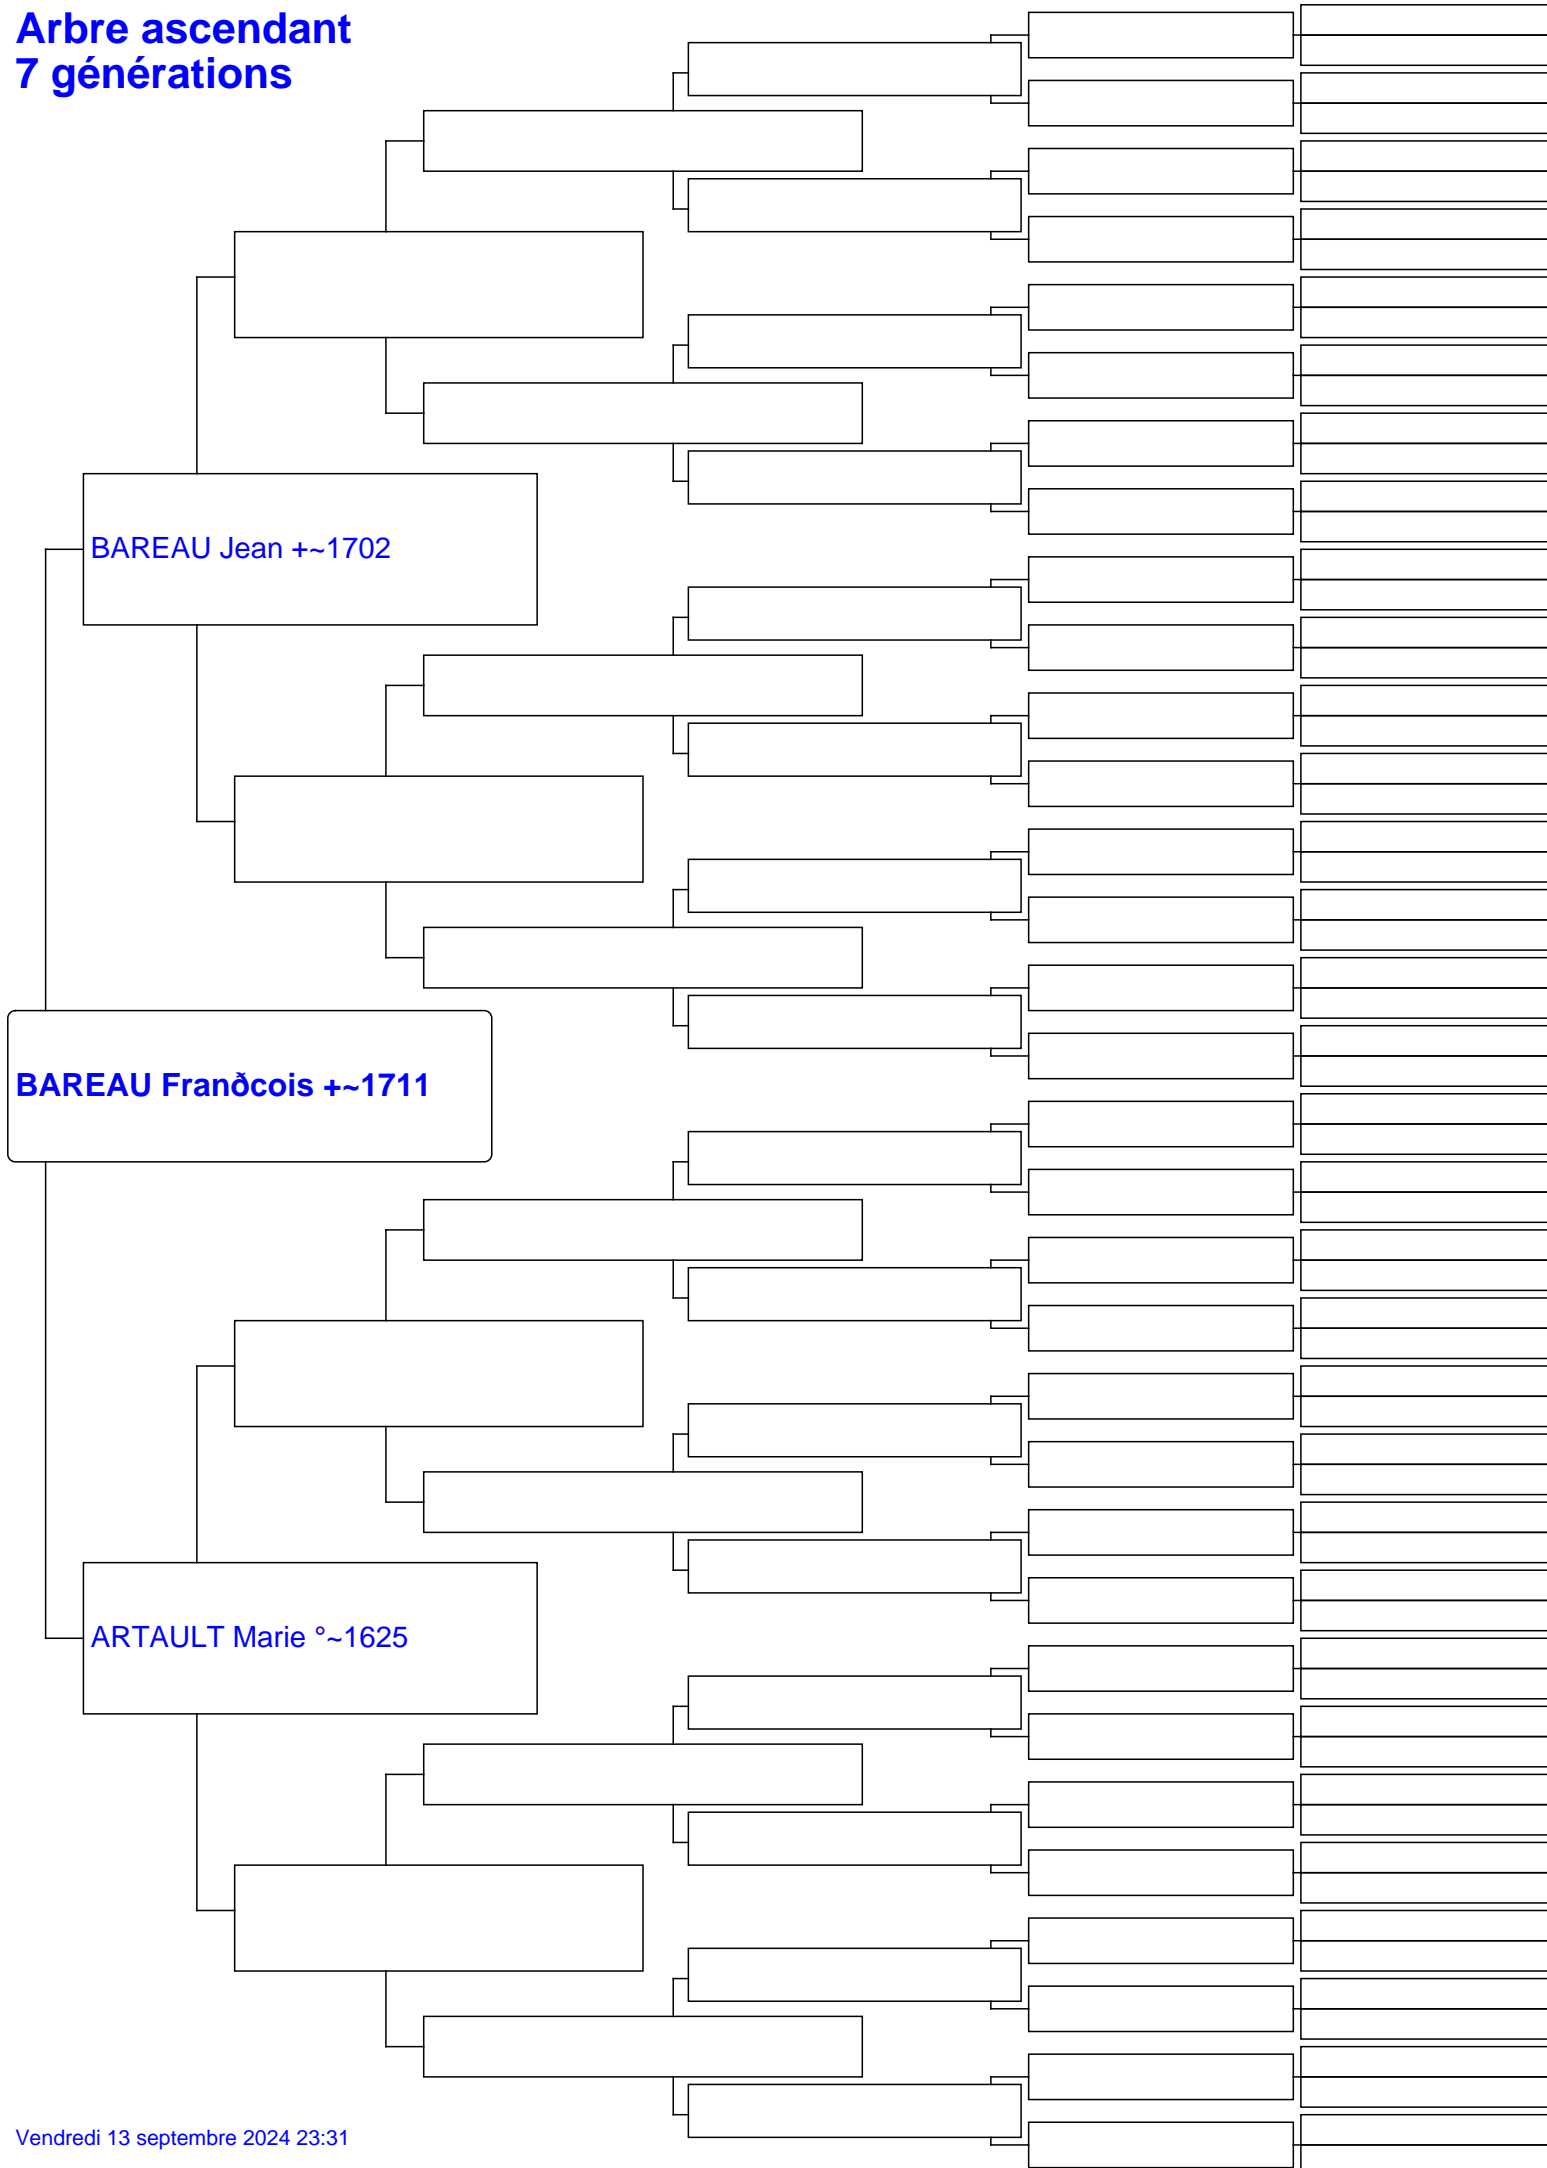 Arbre ascendant
7 générations
BAREAU Jean +~1702
BAREAU Franðcois +~1711
ARTAULT Marie °~1625
Vendredi 13 septembre 2024 23:31